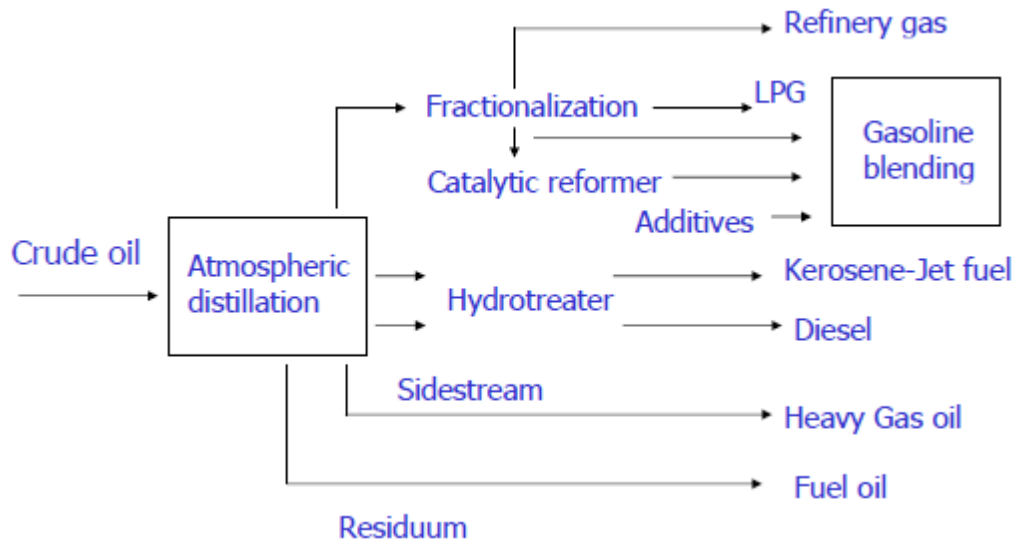 Refinery gas
Fractionalization
LPG
Gasoline
blending
Catalytic reformer
Additives
Crude oil
Atmospheric
distillation
Hydrotreater
Kerosene-Jet fuel
Diesel
Sidestream
Heavy Gas oil
Fuel oil
Residuum